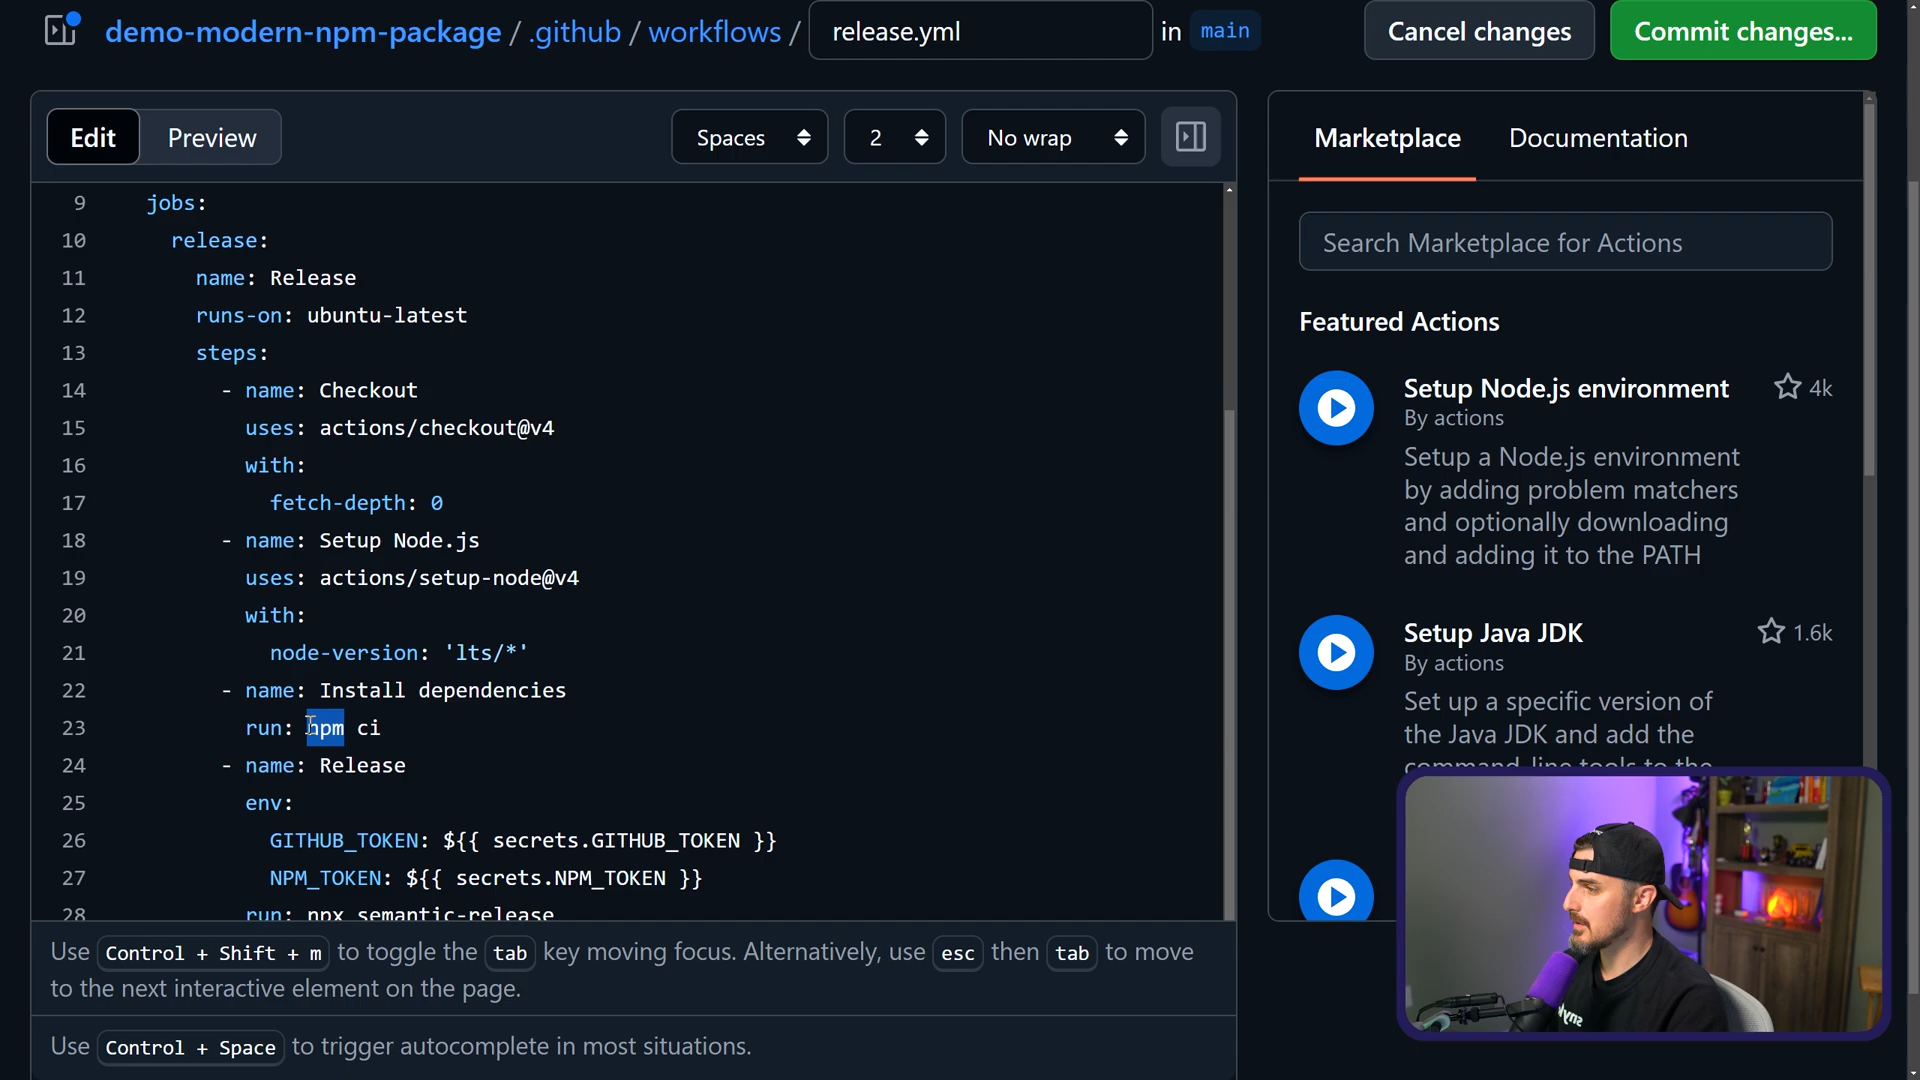 demo-modern-npm-package / .github / workflows / release.yml in main Cancel changes Commit changes...
Edit Preview Spaces 2 No wrap
9 jobs:
10 release:
11 name: Release
12 runs-on: ubuntu-latest
13 steps:
14 - name: Checkout
15 uses: actions/checkout@v4
16 with:
17 fetch-depth: 0
18 - name: Setup Node.js
19 uses: actions/setup-node@v4
20 with:
21 node-version: 'lts/*'
22 - name: Install dependencies
23 run: npm ci
24 - name: Release
25 env:
26 GITHUB_TOKEN: ${{ secrets.GITHUB_TOKEN }}
27 NPM_TOKEN: ${{ secrets.NPM_TOKEN }}
28 run: npx semantic-release
Use Control + Shift + m to toggle the tab key moving focus. Alternatively, use esc then tab to move
to the next interactive element on the page.
Use Control + Space to trigger autocomplete in most situations.
Marketplace Documentation
Search Marketplace for Actions
Featured Actions
Setup Node.js environment 4k
By actions
Setup a Node.js environment
by adding problem matchers
and optionally downloading
and adding it to the PATH
Setup Java JDK 1.6k
By actions
Set up a specific version of
the Java JDK and add the
command-line tools to the